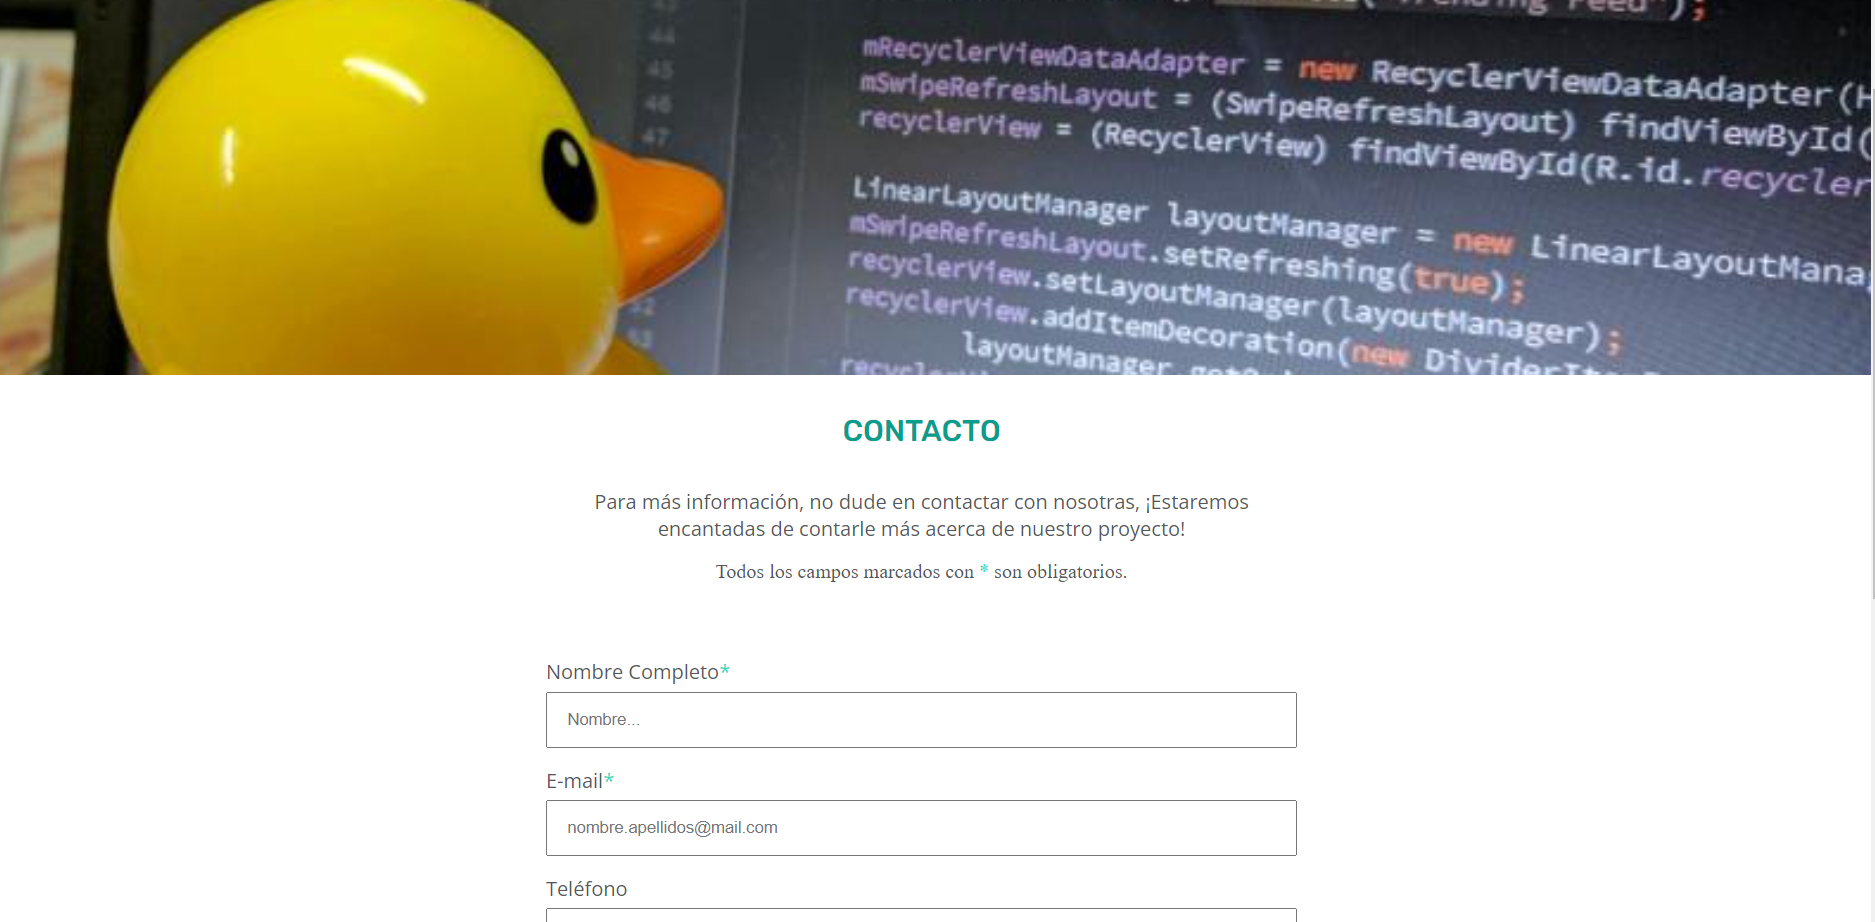 43
44
45
46
47
52
53
mRecyclerViewDataAdapter = new RecyclerViewDataAdapter(
mSwipeRefreshLayout = (SwipeRefreshLayout) findViewById(
recyclerView = (RecyclerView) findViewById(R.id.recycler
LinearLayoutManager layoutManager = new LinearLayoutMana
mSwipeRefreshLayout.setRefreshing(true);
recyclerView.setLayoutManager(layoutManager);
recyclerView.addItemDecoration(new
layoutManager
CONTACTO
Para más información, no dude en contactar con nosotras, ¡Estaremos
encantadas de contarle más acerca de nuestro proyecto!
Todos los campos marcados con * son obligatorios.
Nombre Completo*
Nombre...
E-mail*
nombre.apellidos@mail.com
Teléfono